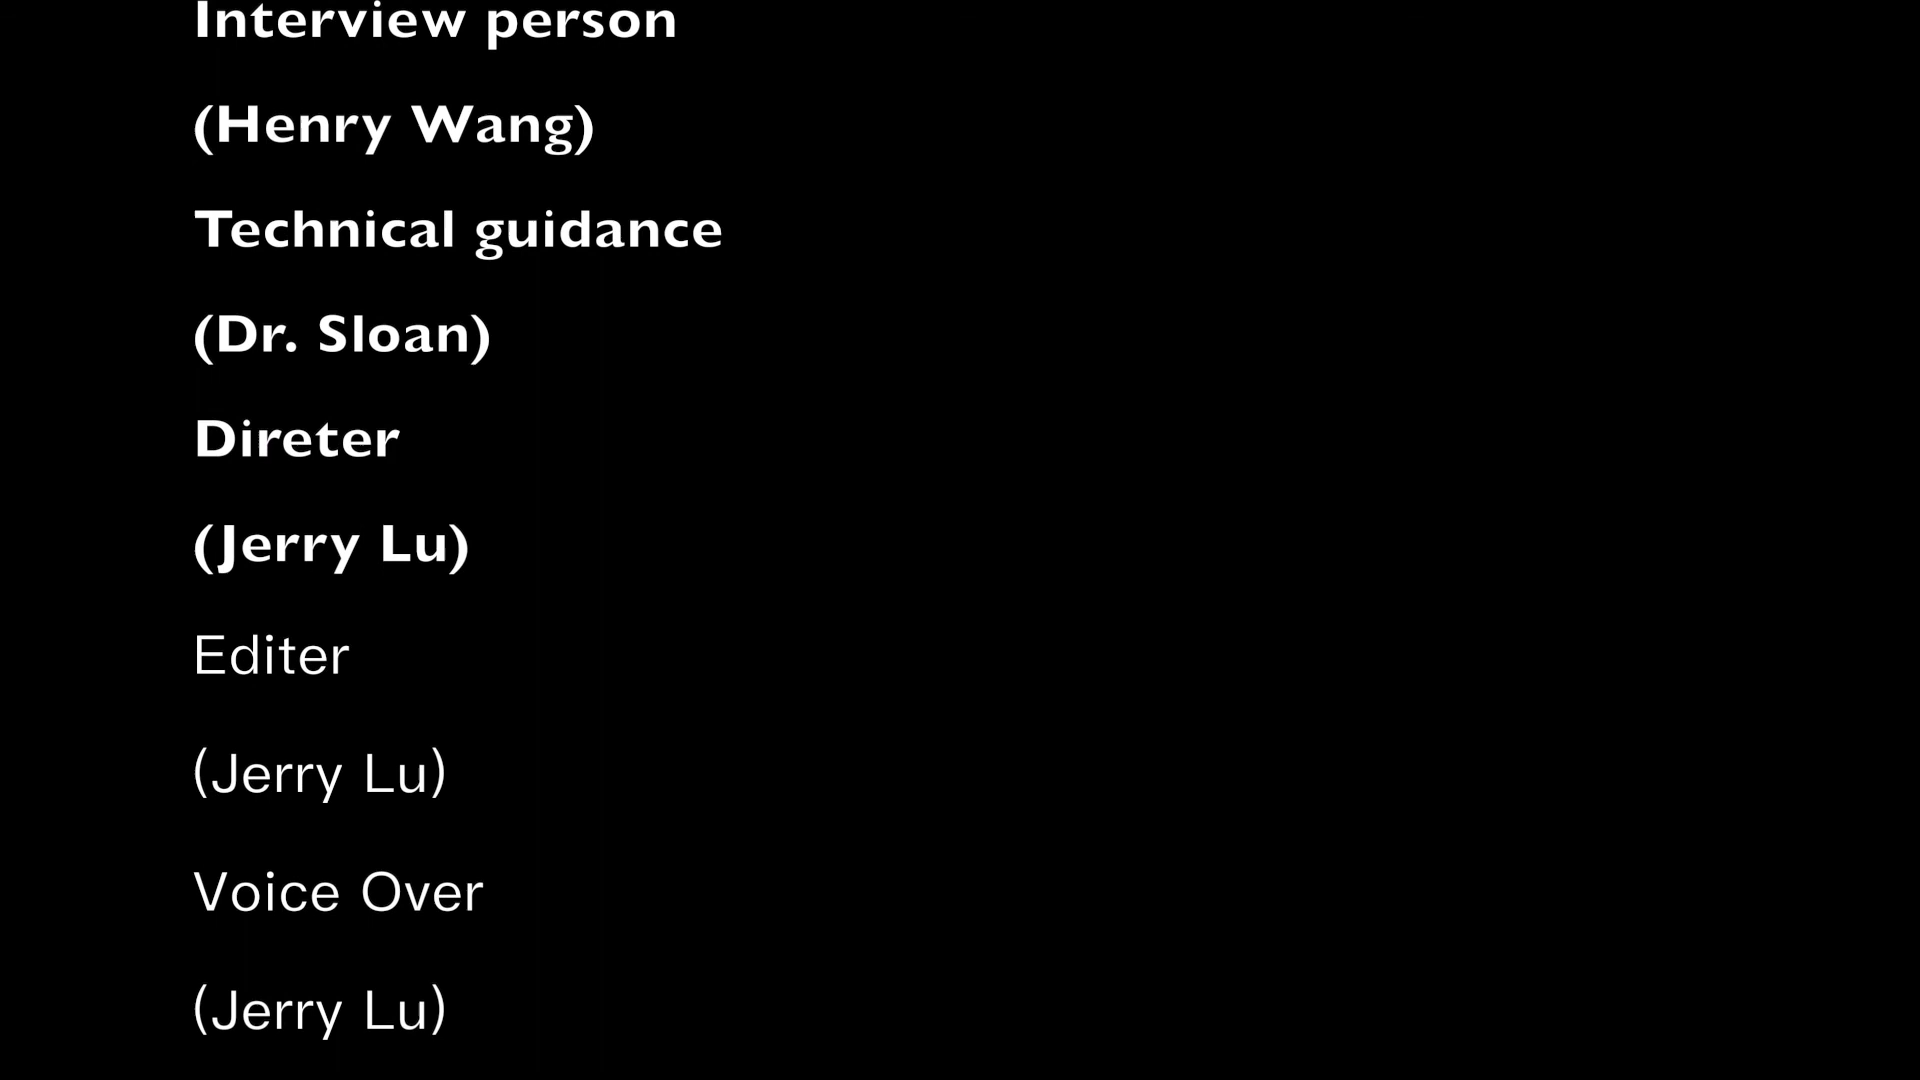 Interview person
(Henry Wang)
Technical guidance
(Dr. Sloan)
Direter
(Jerry Lu)
Editer
(Jerry Lu)
Voice Over
(Jerry Lu)